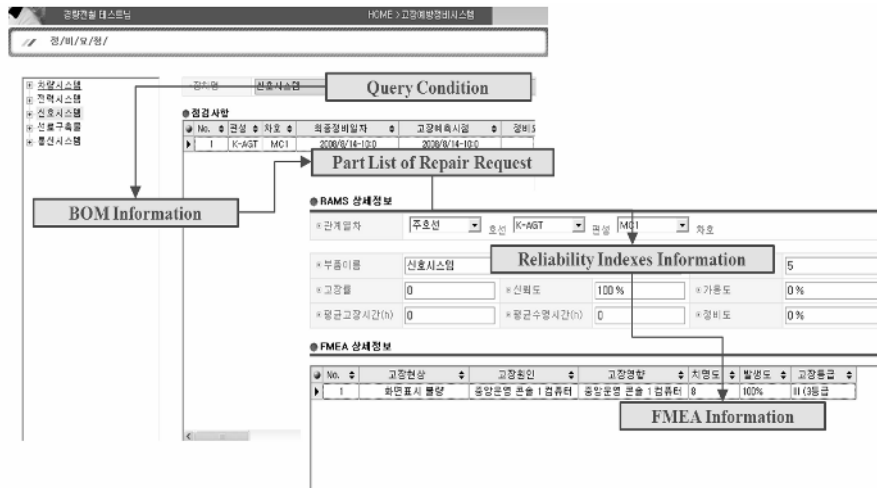 경량전철 테스트님 HOME > 고장예방정비시스템
정/비/요/청/
차량시스템
전력시스템
신호시스템
선로구축물
통신시스템
장치명 신호시스템
Query Condition
점검사항
No. 편성 차호 최종정비일자 고장예측시점
1 K-AGT MC1 2008/8/14-10:0 2008/8/14-10:0
Part List of Repair Request
BOM Information
RAMS 상세정보
관계열차 주호선 호선 K-AGT 편성 MC1 차호
Reliability Indexes Information
부품이름 신호시스템 5
고장률 0 신뢰도 100 % 가용도 0 %
평균고장시간(h) 0 평균수명시간(h) 0 정비도 0 %
FMEA 상세정보
No. 고장현상 고장원인 고장영향 치명도 발생도 고장등급
1 화면표시 불량 중앙운영 콘솔 1 컴퓨터 중앙운영 콘솔 1 컴퓨터 8 100% III (3등급
FMEA Information